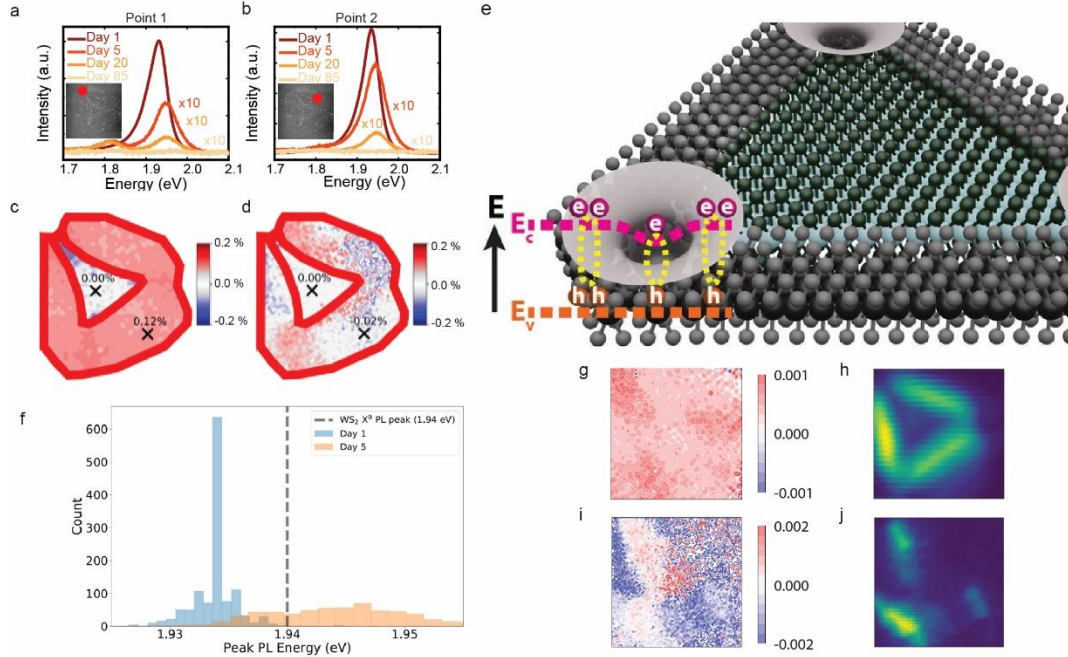 a
Point 1
Day 1
Day 5
Day 20
Day 85
x10
x10
x10
Intensity (a.u.)
1.7 1.8 1.9 2.0 2.1
Energy (eV)
b
Point 2
Day 1
Day 5
Day 20
Day 85
x10
x10
x10
Intensity (a.u.)
1.7 1.8 1.9 2.0 2.1
Energy (eV)
c
0.00%
0.12%
0.2 %
0.0 %
-0.2 %
d
0.00%
-0.02%
0.2 %
0.0 %
-0.2 %
e
E
E_c
E_v
e e e e e
h h h h h
f
WS₂ X⁰ PL peak (1.94 eV)
Day 1
Day 5
600
500
400
300
200
100
0
Count
1.93 1.94 1.95
Peak PL Energy (eV)
g
0.001
0.000
-0.001
h
i
0.002
0.000
-0.002
j